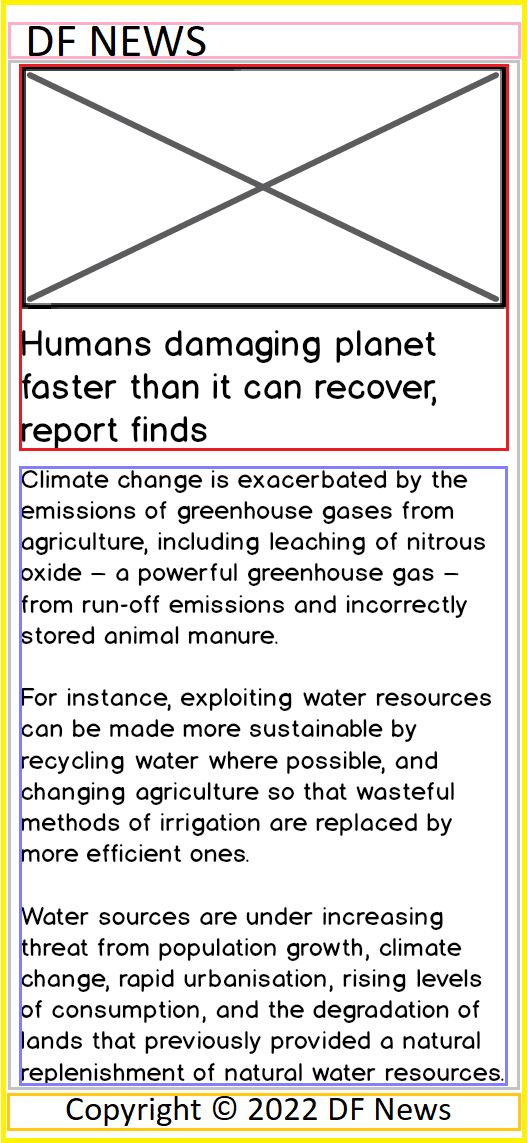 DF NEWS
Humans damaging planet
faster than it can recover,
report finds
Climate change is exacerbated by the
emissions of greenhouse gases from
agriculture, including leaching of nitrous
oxide – a powerful greenhouse gas –
from run-off emissions and incorrectly
stored animal manure.
For instance, exploiting water resources
can be made more sustainable by
recycling water where possible, and
changing agriculture so that wasteful
methods of irrigation are replaced by
more efficient ones.
Water sources are under increasing
threat from population growth, climate
change, rapid urbanisation, rising levels
of consumption, and the degradation of
lands that previously provided a natural
replenishment of natural water resources.
Copyright © 2022 DF News